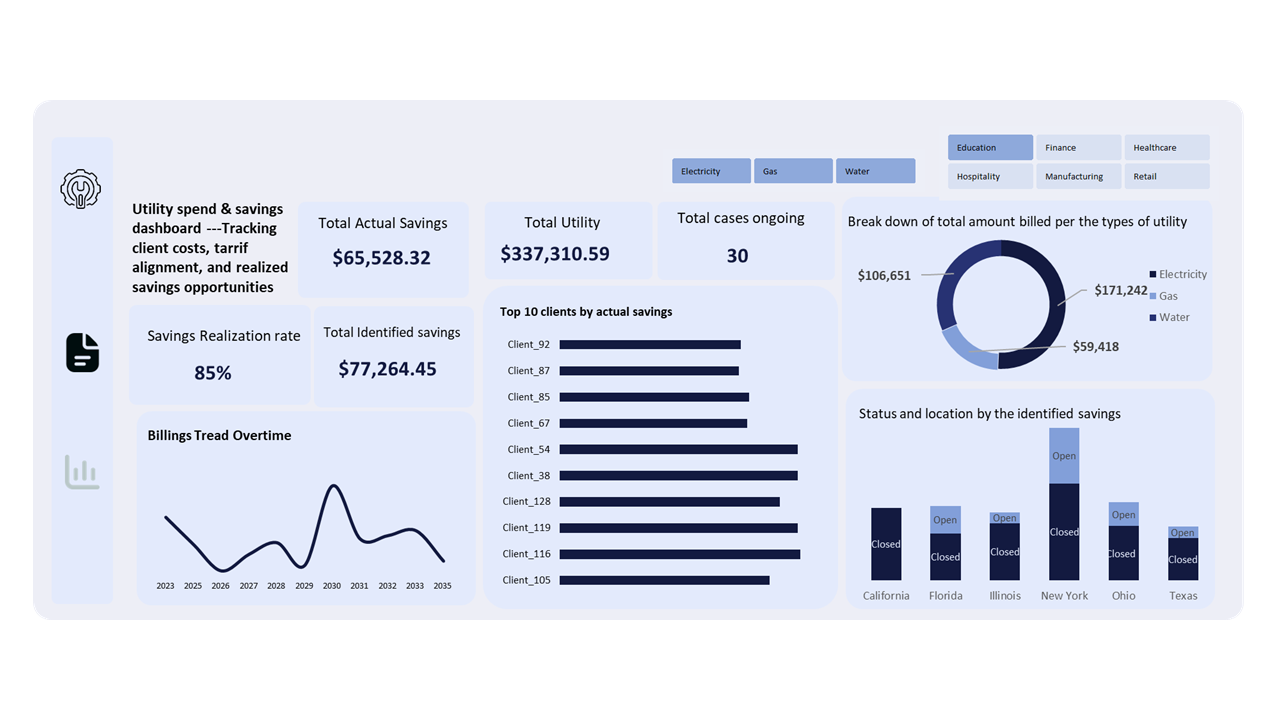 Electricity
Gas
Water
Education
Finance
Healthcare
Hospitality
Manufacturing
Retail
Utility spend & savings
dashboard ---Tracking
client costs, tarrif
alignment, and realized
savings opportunities
Total Actual Savings
$65,528.32
Total Utility
$337,310.59
Total cases ongoing
30
Savings Realization rate
85%
Total Identified savings
$77,264.45
Billings Tread Overtime
2023 2025 2026 2027 2028 2029 2030 2031 2032 2033 2035
Top 10 clients by actual savings
Client_92
Client_87
Client_85
Client_67
Client_54
Client_38
Client_128
Client_119
Client_116
Client_105
Break down of total amount billed per the types of utility
$106,651
$171,242
$59,418
Electricity
Gas
Water
Status and location by the identified savings
Open
Open
Open
Open
Open
Closed
Closed
Closed
Closed
Closed
Closed
California Florida Illinois New York Ohio Texas